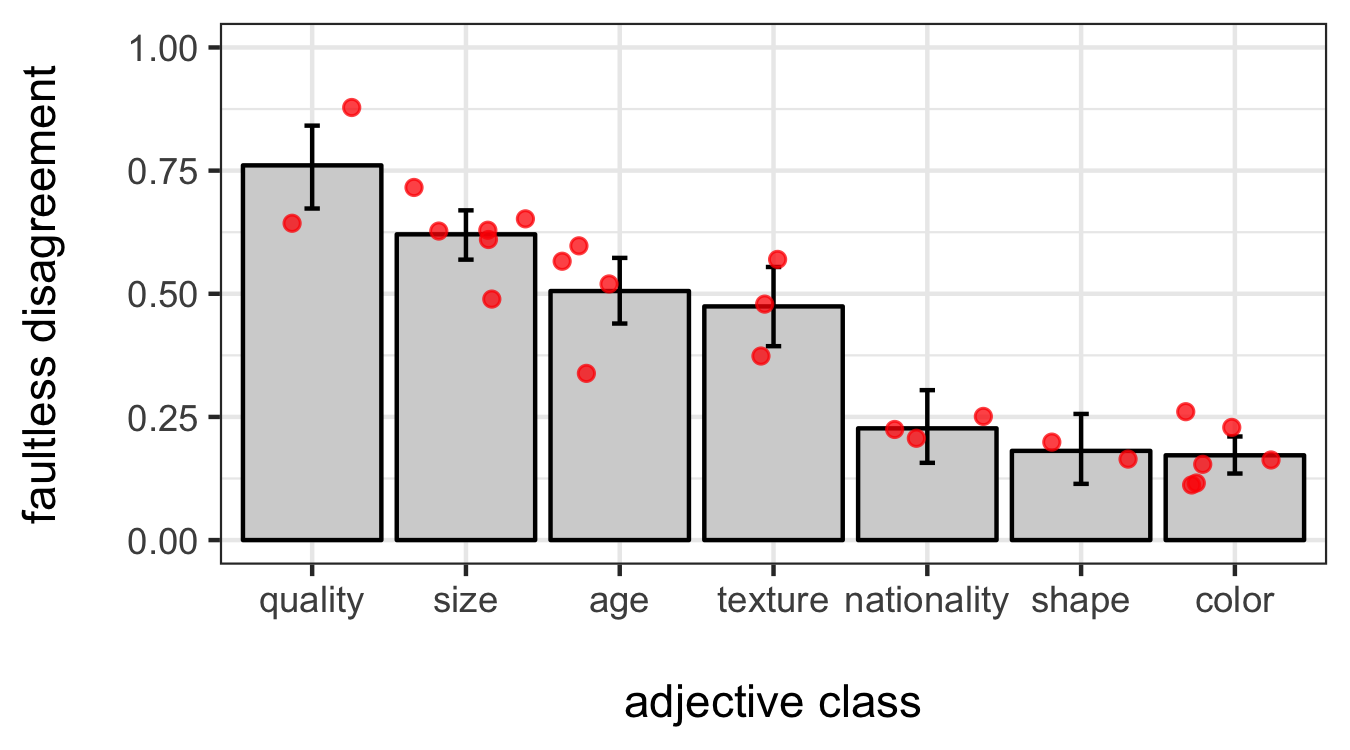 faultless disagreement
1.00
0.75
0.50
0.25
0.00
quality size age texture nationality shape color
adjective class